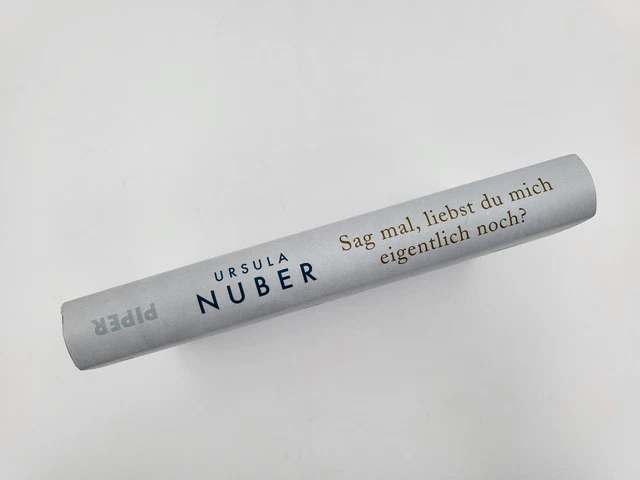 URSULA
NUBER
Sag mal, liebst du mich
eigentlich noch?
PIPER